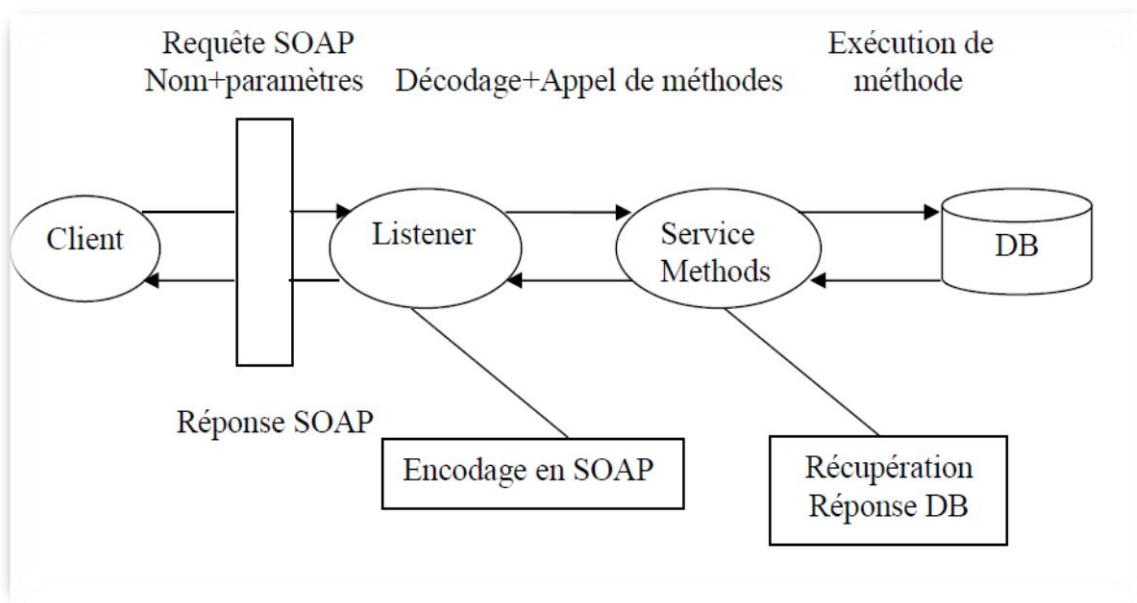 Requête SOAP
Nom+paramètres
Décodage+Appel de méthodes
Exécution de
méthode
Client
Listener
Service
Methods
DB
Réponse SOAP
Encodage en SOAP
Récupération
Réponse DB